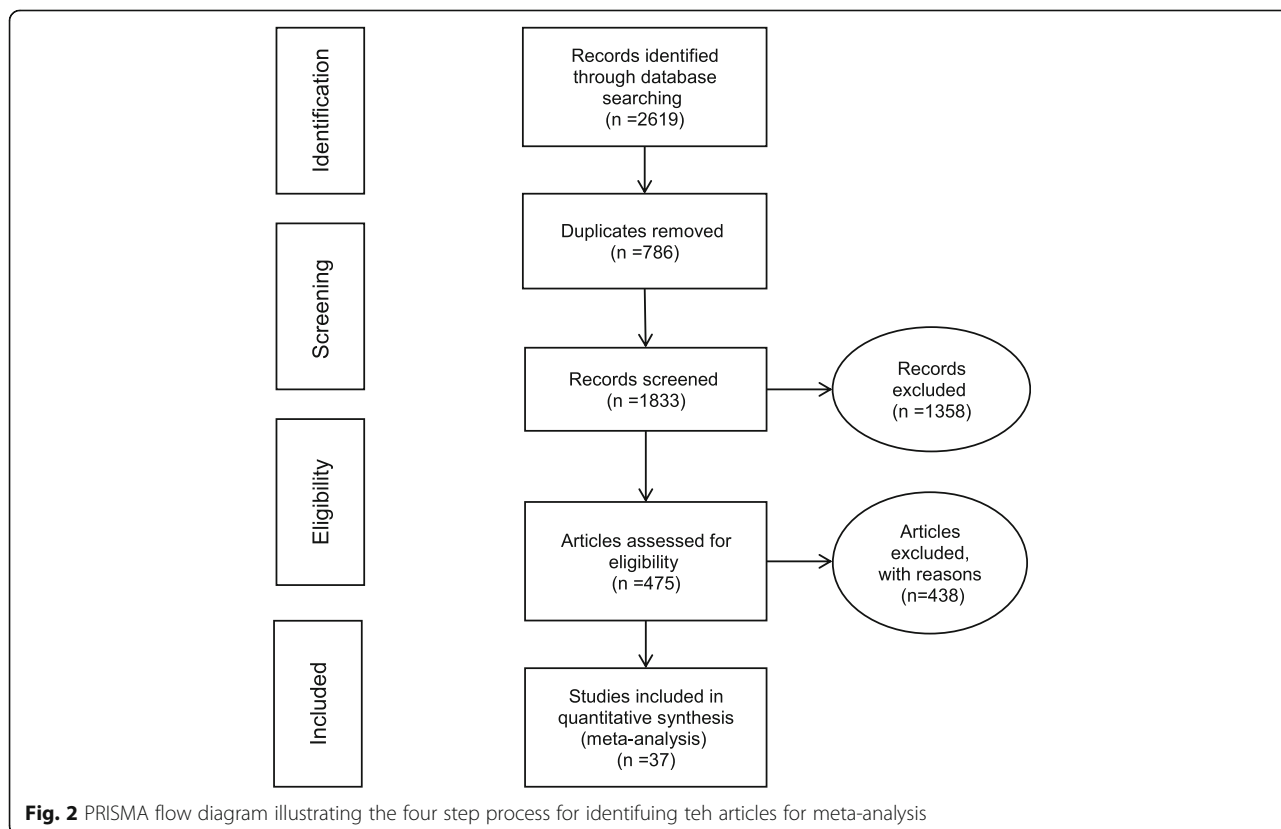 Identification
Records identified
through database
searching
(n =2619)
Duplicates removed
(n =786)
Screening
Records screened
(n =1833)
Records
excluded
(n =1358)
Eligibility
Articles assessed for
eligibility
(n =475)
Articles
excluded,
with reasons
(n=438)
Included
Studies included in
quantitative synthesis
(meta-analysis)
(n =37)
Fig. 2 PRISMA flow diagram illustrating the four step process for identifuing teh articles for meta-analysis